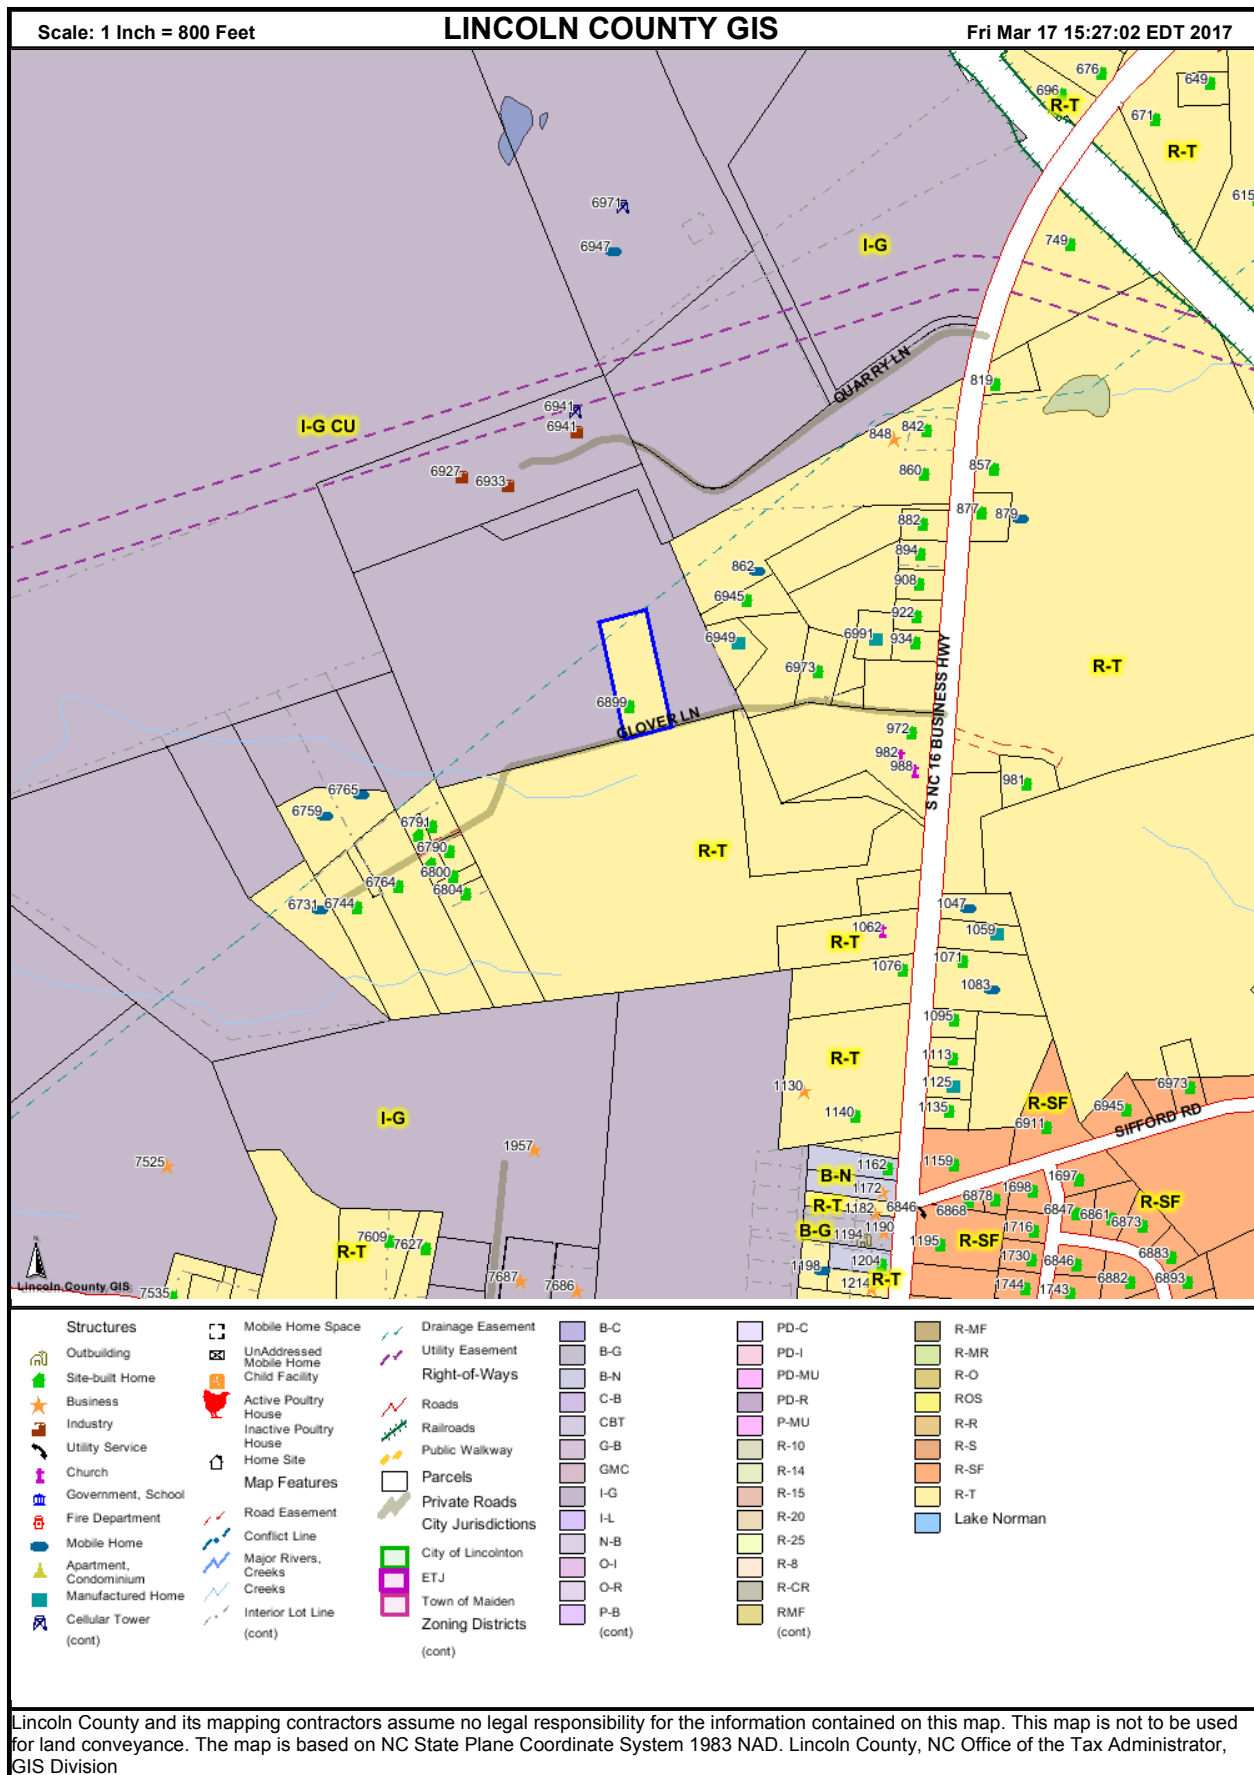 Scale: 1 Inch = 800 Feet
LINCOLN COUNTY GIS
Fri Mar 17 15:27:02 EDT 2017
676
649
696
R-T
671
R-T
615
6971
6947
I-G
749
QUARRY LN
819
6941
6941
I-G CU
848
842
6927
6933
860
857
877
879
882
894
862
908
6945
922
6949
6991
934
R-T
6973
6899
GLOVER LN
S NC 16 BUSINESS HWY
972
982
988
981
6765
6759
6791
6790
R-T
6800
6764
6804
6731
6744
1047
1062
1059
R-T
1071
1076
1083
1095
R-T
1113
1130
1125
6973
1140
1135
R-SF
6945
6911
SIFFORD RD
I-G
1957
7525
1162
1159
B-N
1172
1698
1697
R-T
1182
6846
6868
6878
6847
6861
6873
R-SF
B-G
1194
1190
1716
R-SF
7609
7627
R-T
1195
1204
1730
6846
6883
1198
1214
R-T
1744
1743
6882
6893
7687
7686
7535
N
Lincoln County GIS
Structures
Outbuilding
Site-built Home
Business
Industry
Utility Service
Church
Government, School
Fire Department
Mobile Home
Apartment,
Condominium
Manufactured Home
Cellular Tower
(cont)
Mobile Home Space
UnAddressed
Mobile Home
Child Facility
Active Poultry
House
Inactive Poultry
House
Home Site
Map Features
Road Easement
Conflict Line
Major Rivers,
Creeks
Creeks
Interior Lot Line
(cont)
Drainage Easement
Utility Easement
Right-of-Ways
Roads
Railroads
Public Walkway
Parcels
Private Roads
City Jurisdictions
City of Lincolnton
ETJ
Town of Maiden
Zoning Districts
(cont)
B-C
B-G
B-N
C-B
CBT
G-B
GMC
I-G
I-L
N-B
O-I
O-R
P-B
(cont)
PD-C
PD-I
PD-MU
PD-R
P-MU
R-10
R-14
R-15
R-20
R-25
R-8
R-CR
RMF
(cont)
R-MF
R-MR
R-O
ROS
R-R
R-S
R-SF
R-T
Lake Norman
Lincoln County and its mapping contractors assume no legal responsibility for the information contained on this map. This map is not to be used
for land conveyance. The map is based on NC State Plane Coordinate System 1983 NAD. Lincoln County, NC Office of the Tax Administrator,
GIS Division